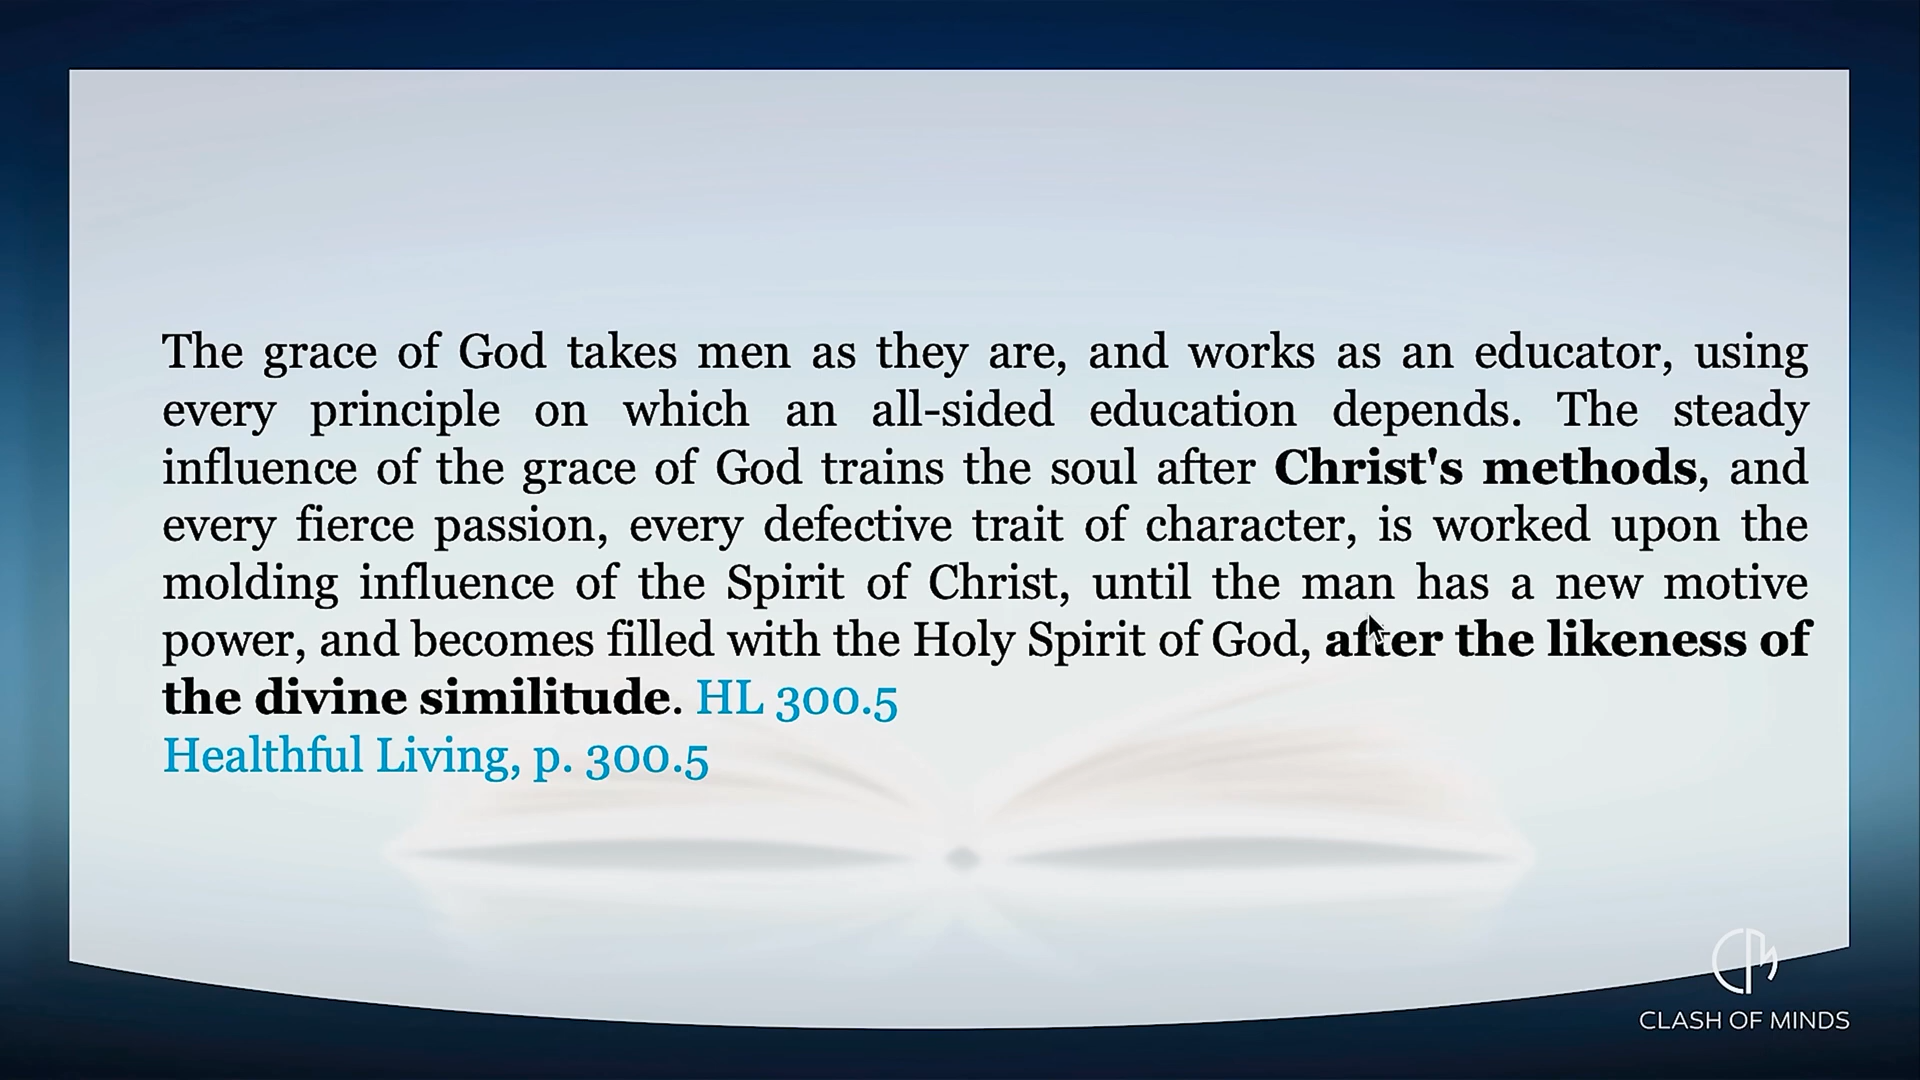 The grace of God takes men as they are, and works as an educator, using
every principle on which an all-sided education depends. The steady
influence of the grace of God trains the soul after Christ's methods, and
every fierce passion, every defective trait of character, is worked upon the
molding influence of the Spirit of Christ, until the man has a new motive
power, and becomes filled with the Holy Spirit of God, after the likeness of
the divine similitude. HL 300.5
Healthful Living, p. 300.5
CLASH OF MINDS